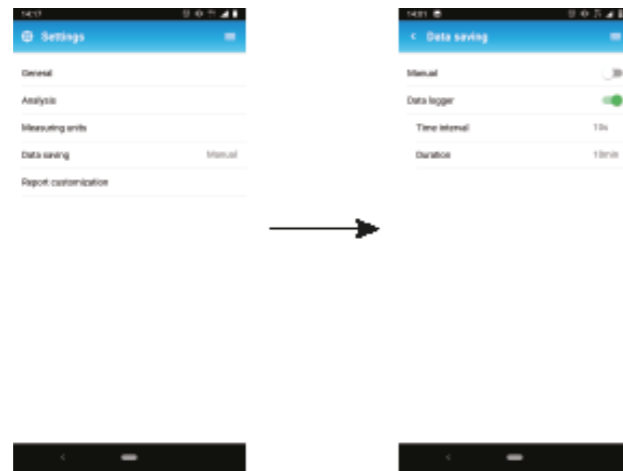 14:17
Settings
General
Analysis
Measuring units
Data saving Manual
Report customization
14:21
Data saving
Manual
Data logger
Time interval 10s
Duration 10min